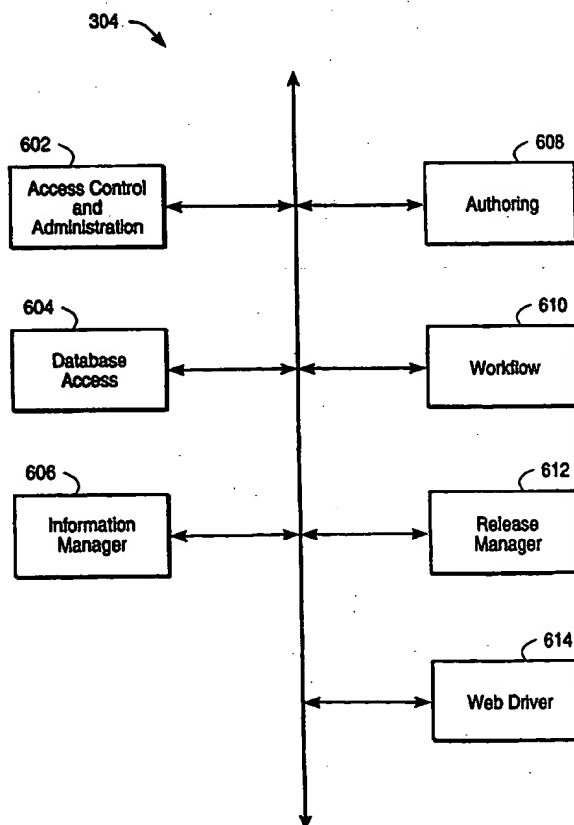 304
602
Access Control
and
Administration
608
Authoring
604
Database
Access
610
Workflow
606
Information
Manager
612
Release
Manager
614
Web Driver